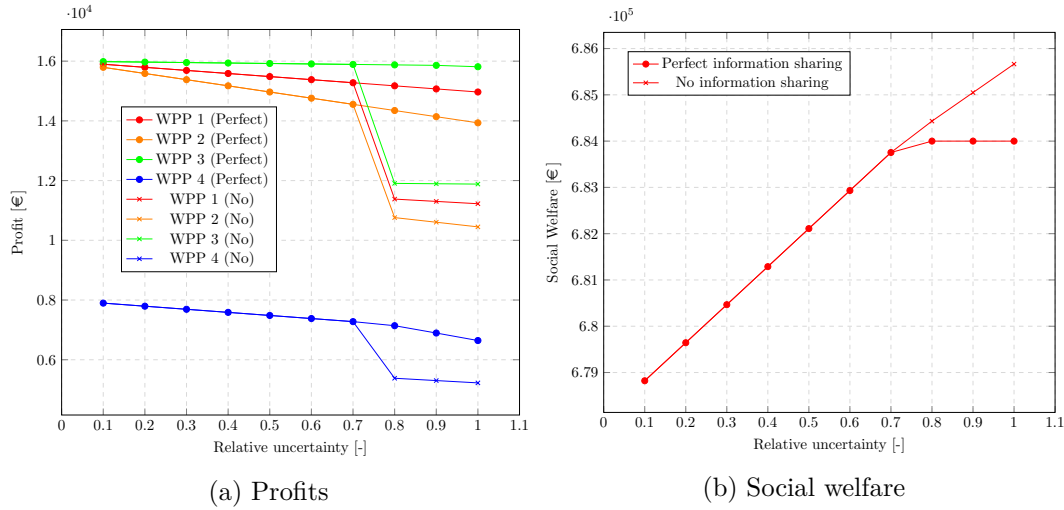 ·10⁴
1.6
1.4
1.2
1
0.8
0.6
Profit [€]
WPP 1 (Perfect)
WPP 2 (Perfect)
WPP 3 (Perfect)
WPP 4 (Perfect)
WPP 1 (No)
WPP 2 (No)
WPP 3 (No)
WPP 4 (No)
0 0.1 0.2 0.3 0.4 0.5 0.6 0.7 0.8 0.9 1 1.1
Relative uncertainty [-]
(a) Profits
·10⁵
6.86
6.85
6.84
6.83
6.82
6.81
6.8
6.79
Social Welfare [€]
Perfect information sharing
No information sharing
0 0.1 0.2 0.3 0.4 0.5 0.6 0.7 0.8 0.9 1 1.1
Relative uncertainty [-]
(b) Social welfare